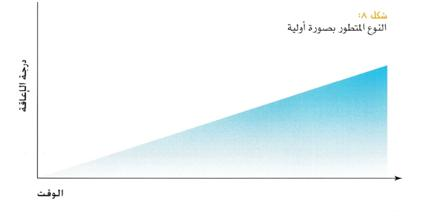 شكل ٨:
النوع المتطور بصورة أولية
درجة الإعاقة
الوقت